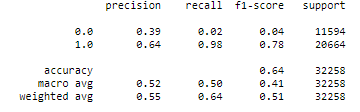 precision recall f1-score support
0.0 0.39 0.02 0.04 11594
1.0 0.64 0.98 0.78 20664
accuracy 0.64 32258
macro avg 0.52 0.50 0.41 32258
weighted avg 0.55 0.64 0.51 32258